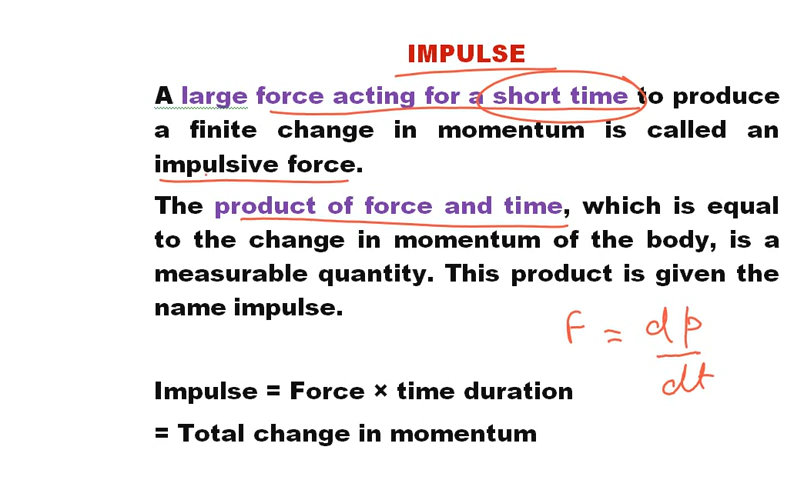 IMPULSE
A large force acting for a short time to produce
a finite change in momentum is called an
impulsive force.
The product of force and time, which is equal
to the change in momentum of the body, is a
measurable quantity. This product is given the
name impulse.
F = dp/dt
Impulse = Force × time duration
= Total change in momentum